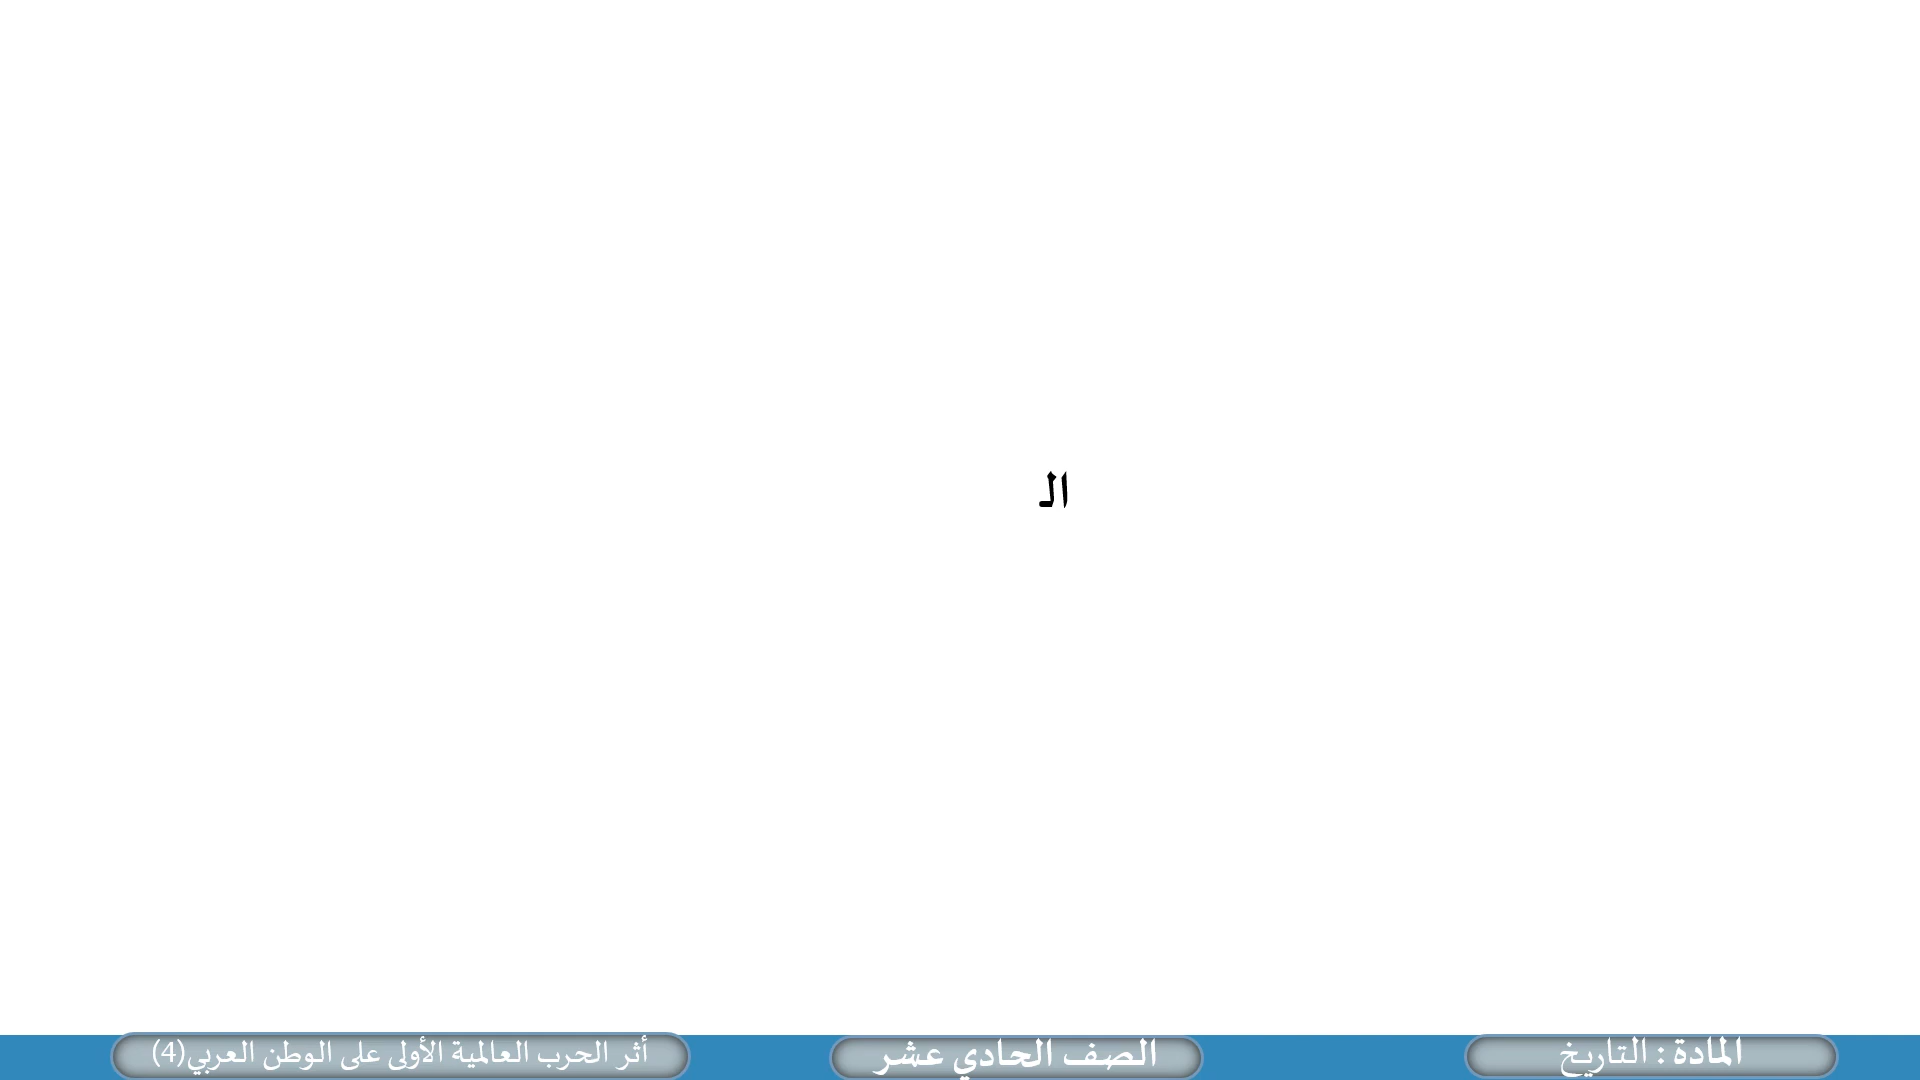 الـ
المادة : التاريخ
الصف الحادي عشر
أثر الحرب العالمية الأولى على الوطن العربي(4)